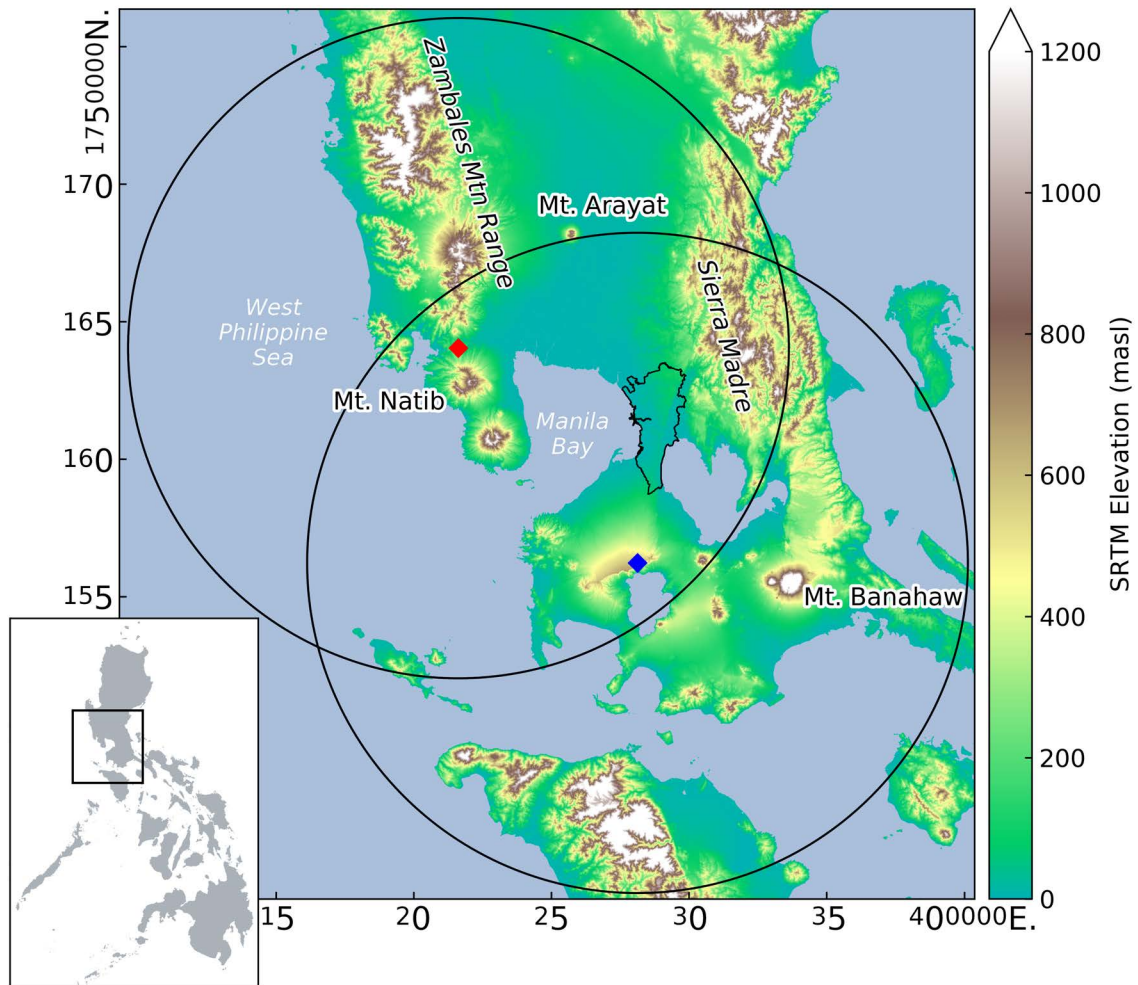 1750000N.
170
165
160
155
Zambales Mtn Range
Mt. Arayat
Sierra Madre
West
Philippine
Sea
Mt. Natib
Manila
Bay
Mt. Banahaw
15
20
25
30
35
400000E.
1200
1000
800
600
400
200
0
SRTM Elevation (masl)